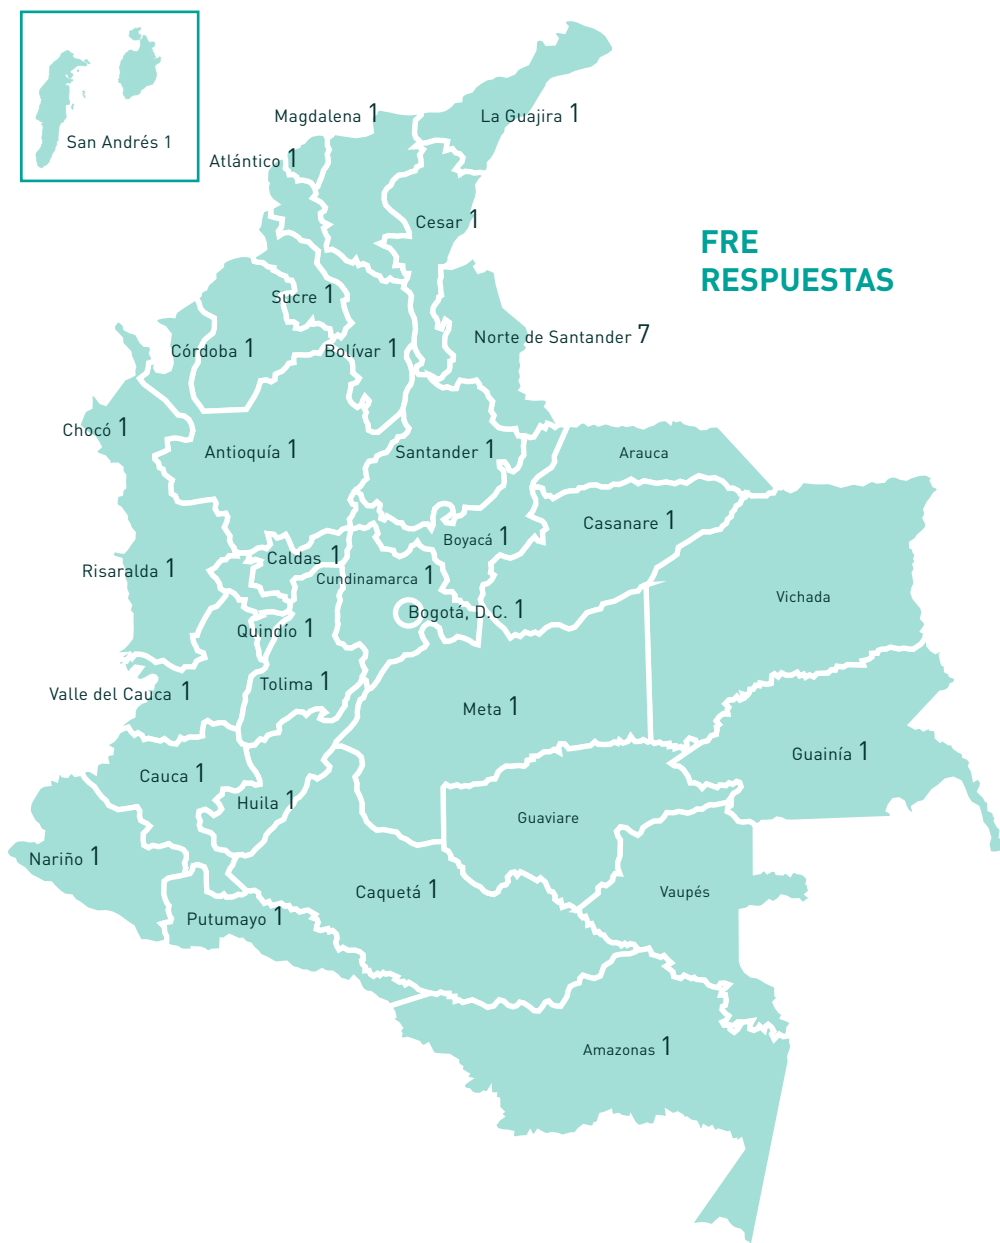 Magdalena 1
La Guajira 1
San Andrés 1
Atlántico 1
Cesar 1
FRE
RESPUESTAS
Sucre 1
Norte de Santander 7
Córdoba 1
Bolívar 1
Chocó 1
Antioquía 1
Santander 1
Arauca
Casanare 1
Boyacá 1
Caldas 1
Risaralda 1
Cundinamarca 1
Vichada
Bogotá, D.C. 1
Quindío 1
Tolima 1
Valle del Cauca 1
Meta 1
Guainía 1
Cauca 1
Huila 1
Guaviare
Nariño 1
Caquetá 1
Vaupés
Putumayo 1
Amazonas 1